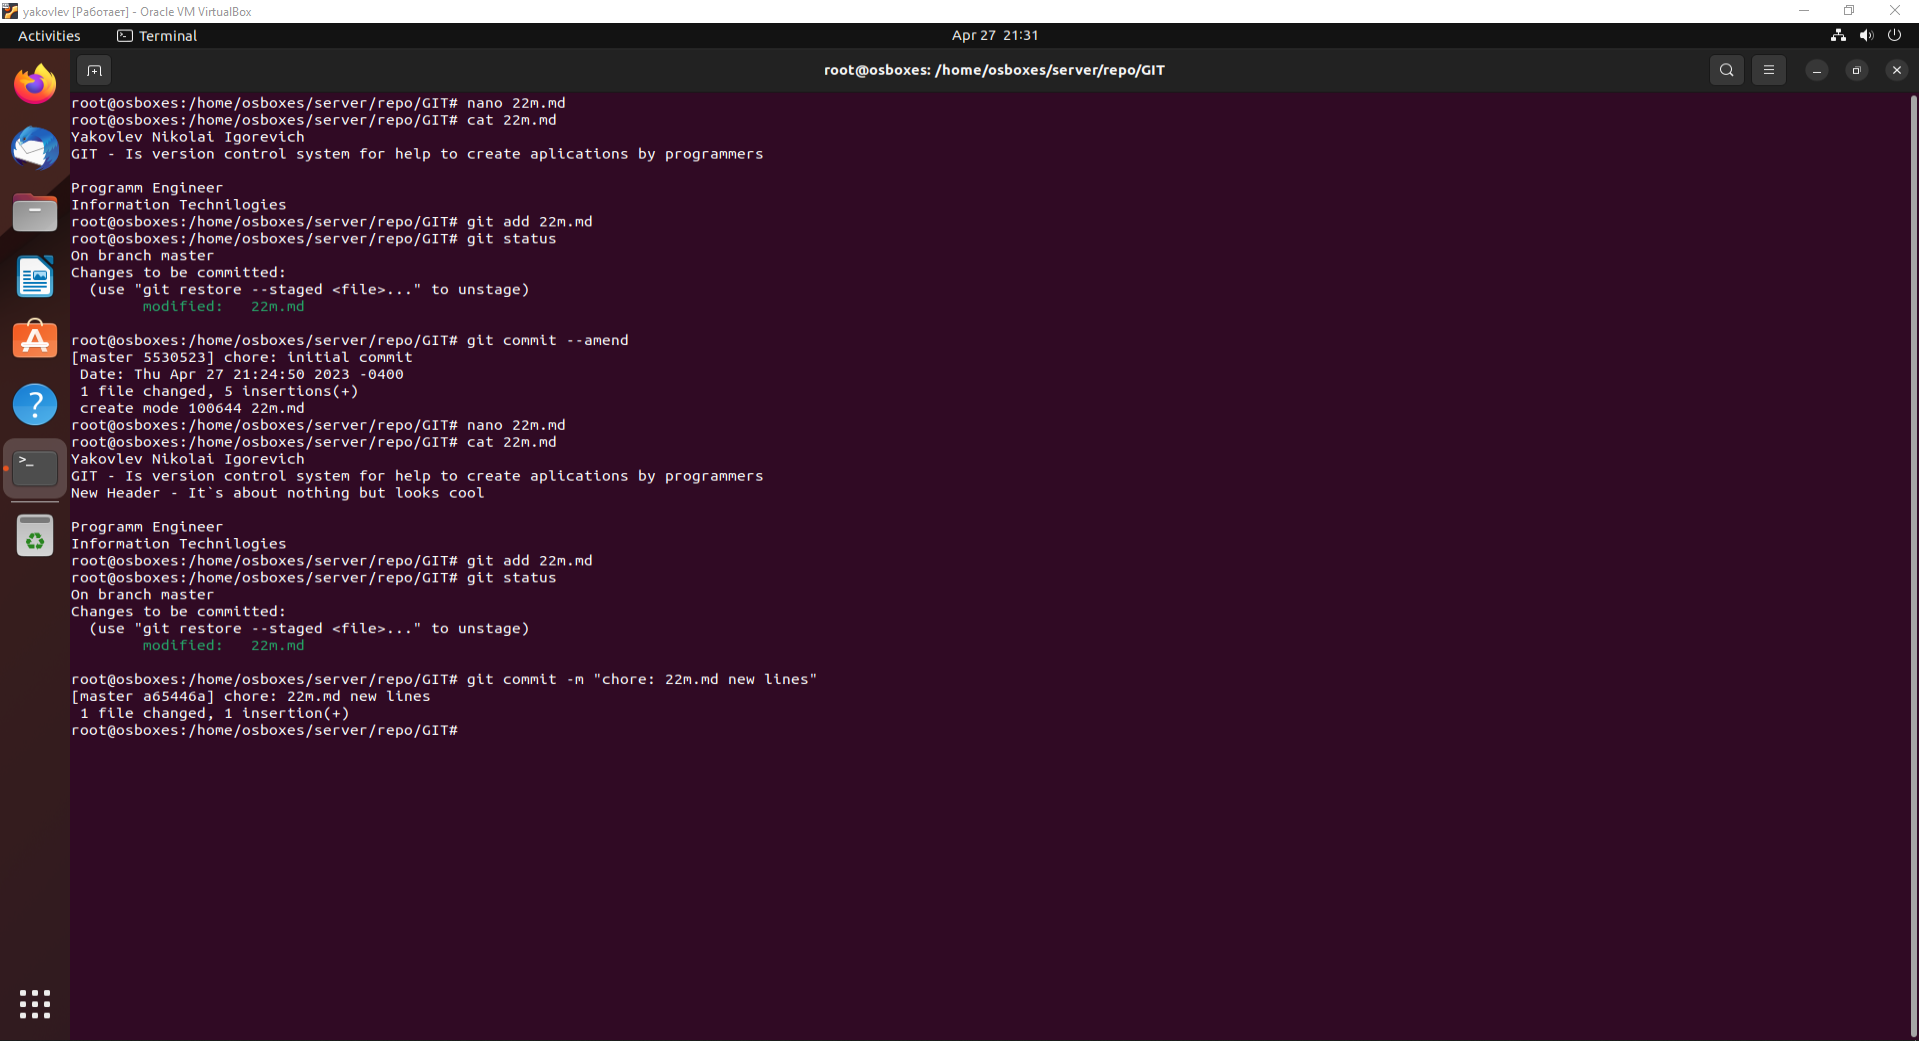 yakovlev [Работает] - Oracle VM VirtualBox
Activities Terminal Apr 27 21:31
root@osboxes: /home/osboxes/server/repo/GIT
root@osboxes:/home/osboxes/server/repo/GIT# nano 22m.md
root@osboxes:/home/osboxes/server/repo/GIT# cat 22m.md
Yakovlev Nikolai Igorevich
GIT - Is version control system for help to create aplications by programmers

Programm Engineer
Information Technilogies
root@osboxes:/home/osboxes/server/repo/GIT# git add 22m.md
root@osboxes:/home/osboxes/server/repo/GIT# git status
On branch master
Changes to be committed:
  (use "git restore --staged <file>..." to unstage)
        modified:   22m.md

root@osboxes:/home/osboxes/server/repo/GIT# git commit --amend
[master 5530523] chore: initial commit
 Date: Thu Apr 27 21:24:50 2023 -0400
 1 file changed, 5 insertions(+)
 create mode 100644 22m.md
root@osboxes:/home/osboxes/server/repo/GIT# nano 22m.md
root@osboxes:/home/osboxes/server/repo/GIT# cat 22m.md
Yakovlev Nikolai Igorevich
GIT - Is version control system for help to create aplications by programmers
New Header - It`s about nothing but looks cool

Programm Engineer
Information Technilogies
root@osboxes:/home/osboxes/server/repo/GIT# git add 22m.md
root@osboxes:/home/osboxes/server/repo/GIT# git status
On branch master
Changes to be committed:
  (use "git restore --staged <file>..." to unstage)
        modified:   22m.md

root@osboxes:/home/osboxes/server/repo/GIT# git commit -m "chore: 22m.md new lines"
[master a65446a] chore: 22m.md new lines
 1 file changed, 1 insertion(+)
root@osboxes:/home/osboxes/server/repo/GIT#